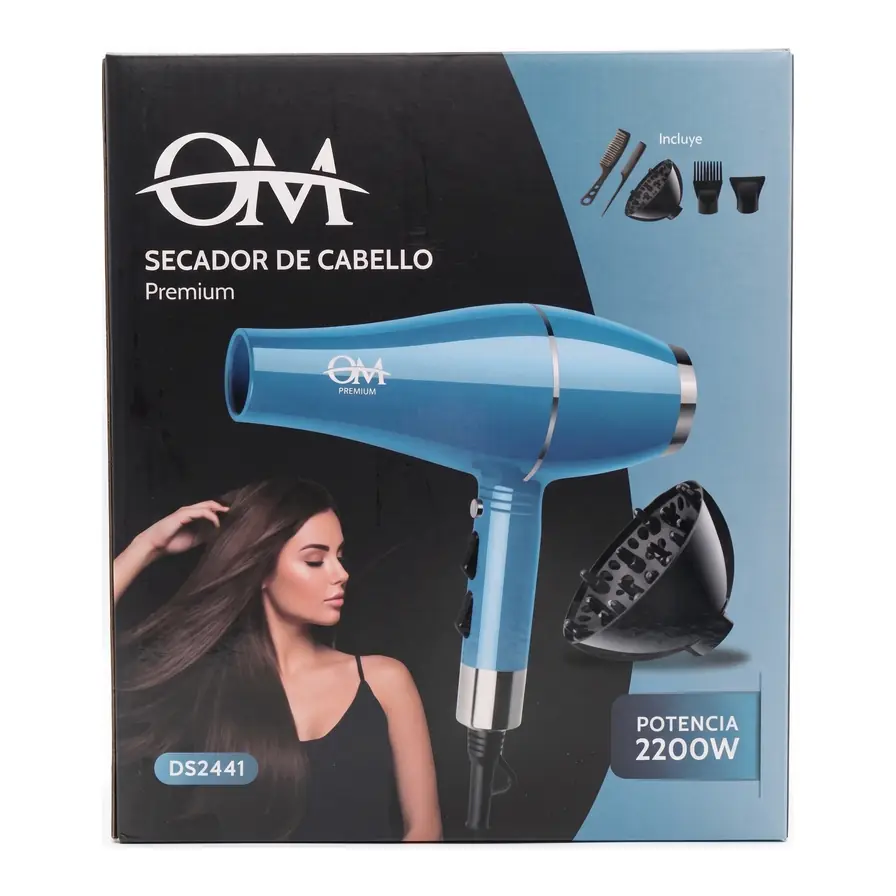 OM
SECADOR DE CABELLO
Premium
Incluye
OM
PREMIUM
DS2441
POTENCIA
2200W